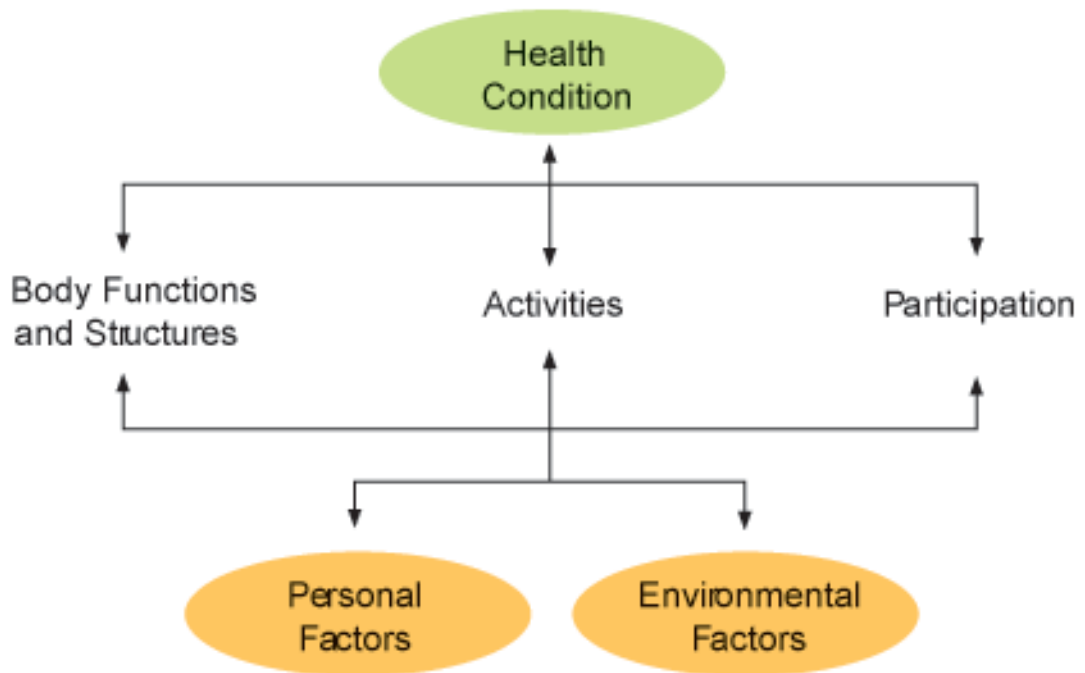 Health
Condition
Body Functions
and Structures
Activities
Participation
Personal
Factors
Environmental
Factors